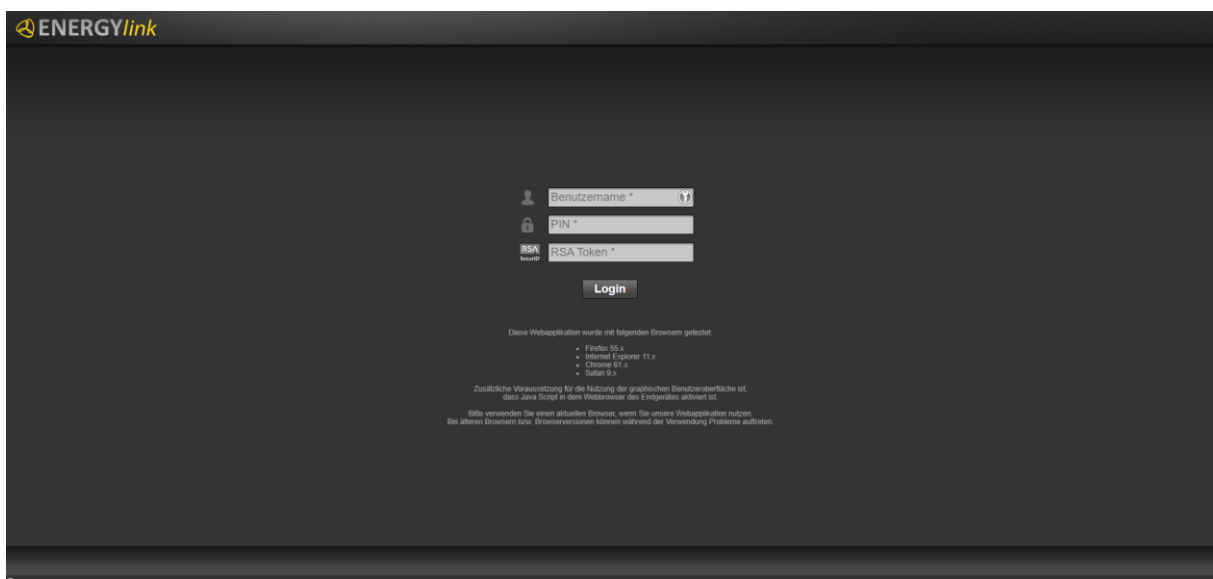 ENERGYlink
Benutzername *
PIN *
RSA
SecurID
RSA Token *
Login
Diese Webapplikation wurde mit folgenden Browsern getestet:
• Firefox 55.x
• Internet Explorer 11.x
• Chrome 61.x
• Safari 9.x
Zusätzliche Voraussetzung für die Nutzung der graphischen Benutzeroberfläche ist,
dass Java Script in dem Webbrowser des Endgerätes aktiviert ist.
Bitte verwenden Sie einen aktuellen Browser, wenn Sie unsere Webapplikation nutzen.
Bei älteren Browsern bzw. Browserversionen können während der Verwendung Probleme auftreten.